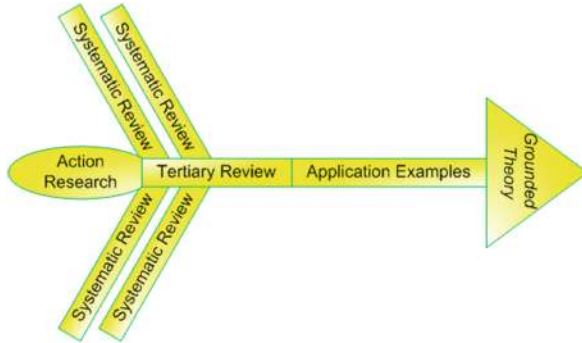 Systematic Review
Systematic Review
Action
Research
Tertiary Review
Application Examples
Grounded
Theory
Systematic Review
Systematic Review